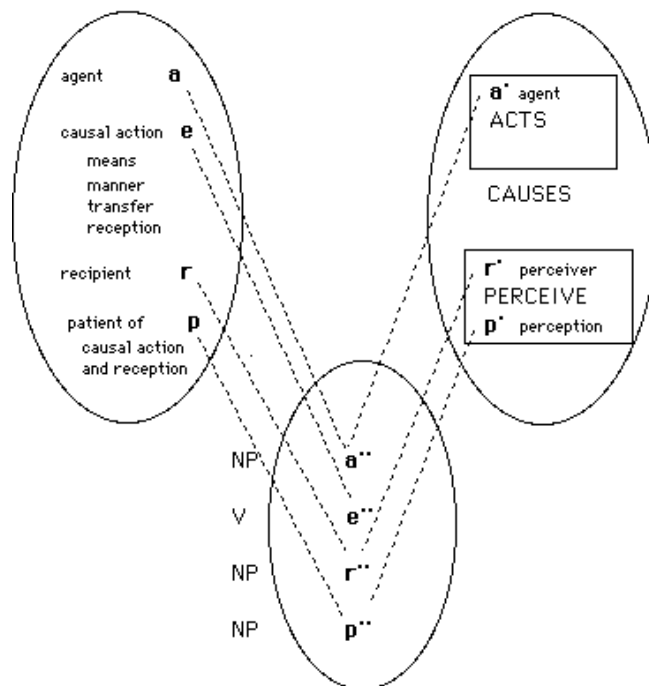 agent a
causal action e
means
manner
transfer
reception
recipient r
patient of p
causal action
and reception
a' agent
ACTS
CAUSES
r' perceiver
PERCEIVE
p' perception
NP a''
V e''
NP r''
NP p''